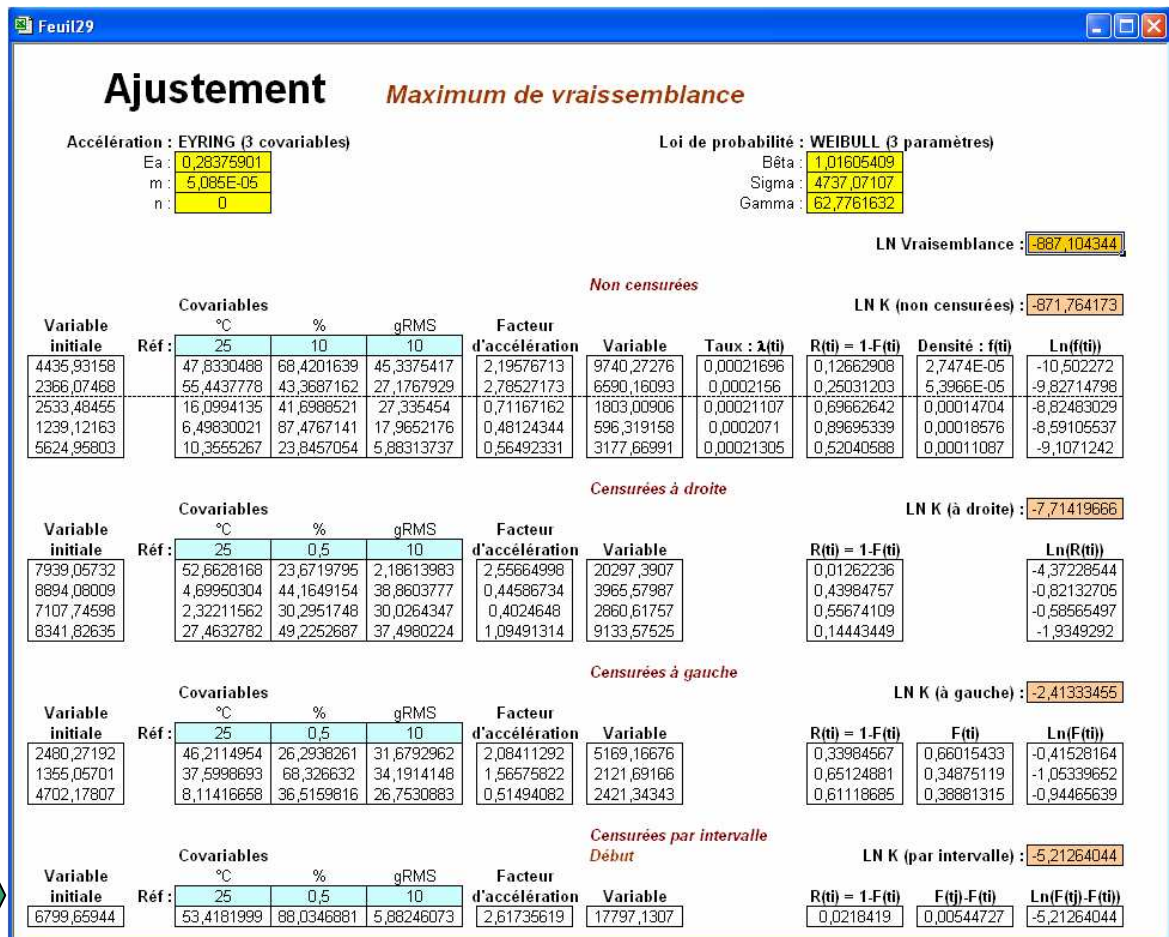 Feuil29
Ajustement Maximum de vraissemblance
Accélération : EYRING (3 covariables) Loi de probabilité : WEIBULL (3 paramètres)
Ea : 0,28375901 Bêta : 1,01605409
m : 5,085E-05 Sigma : 4737,07107
n : 0 Gamma : 62,7761632
LN Vraisemblance : -887,104344
Non censurées
Covariables LN K (non censurées) : -871,764173
Variable °C % gRMS Facteur
initiale Réf : 25 10 10 d'accélération Variable Taux : λ(ti) R(ti) = 1-F(ti) Densité : f(ti) Ln(f(ti))
4435,93158 47,8330488 68,4201639 45,3375417 2,19576713 9740,27276 0,00021696 0,12662908 2,7474E-05 -10,502272
2366,07468 55,4437778 43,3687162 27,1767929 2,78527173 6590,16093 0,0002156 0,25031203 5,3966E-05 -9,82714798
2533,48455 16,0994135 41,6988521 27,335454 0,71167162 1803,00906 0,00021107 0,69662642 0,00014704 -8,82483029
1239,12163 6,49830021 87,4767141 17,9652176 0,48124344 596,319158 0,0002071 0,89695339 0,00018576 -8,59105537
5624,95803 10,3555267 23,8457054 5,88313737 0,56492331 3177,66991 0,00021305 0,52040588 0,00011087 -9,1071242
Censurées à droite
Covariables LN K (à droite) : -7,71419666
Variable °C % gRMS Facteur
initiale Réf : 25 0,5 10 d'accélération Variable R(ti) = 1-F(ti) Ln(R(ti))
7939,05732 52,6628168 23,6719795 2,18613983 2,55664998 20297,3907 0,01262236 -4,37228544
8894,08009 4,69950304 44,1649154 38,8603777 0,44586734 3965,57987 0,43984757 -0,82132705
7107,74598 2,32211562 30,2951748 30,0264347 0,4024648 2860,61757 0,55674109 -0,58565497
8341,82635 27,4632782 49,2252687 37,4980224 1,09491314 9133,57525 0,14443449 -1,9349292
Censurées à gauche
Covariables LN K (à gauche) : -2,41333455
Variable °C % gRMS Facteur
initiale Réf : 25 0,5 10 d'accélération Variable R(ti) = 1-F(ti) F(ti) Ln(F(ti))
2480,27192 46,2114954 26,2938261 31,6792962 2,08411292 5169,16676 0,33984567 0,66015433 -0,41528164
1355,05701 37,5998693 68,326632 34,1914148 1,56575822 2121,69166 0,65124881 0,34875119 -1,05339652
4702,17807 8,11416658 36,5159816 26,7530883 0,51494082 2421,34343 0,61118685 0,38881315 -0,94465639
Censurées par intervalle
Covariables Début LN K (par intervalle) : -5,21264044
Variable °C % gRMS Facteur
initiale Réf : 25 0,5 10 d'accélération Variable R(ti) = 1-F(ti) F(tj)-F(ti) Ln(F(tj)-F(ti))
6799,65944 53,4181999 88,0346881 5,88246073 2,61735619 17797,1307 0,0218419 0,00544727 -5,21264044